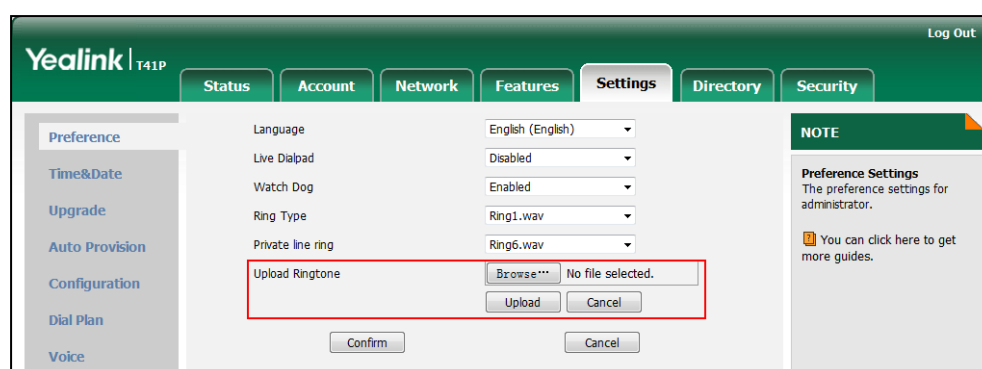 Log Out
Yealink | T41P
Status Account Network Features Settings Directory Security
Preference
Time&Date
Upgrade
Auto Provision
Configuration
Dial Plan
Voice
Language English (English)
Live Dialpad Disabled
Watch Dog Enabled
Ring Type Ring1.wav
Private line ring Ring6.wav
Upload Ringtone Browse... No file selected.
Upload Cancel
Confirm Cancel
NOTE
Preference Settings
The preference settings for
administrator.
? You can click here to get
more guides.